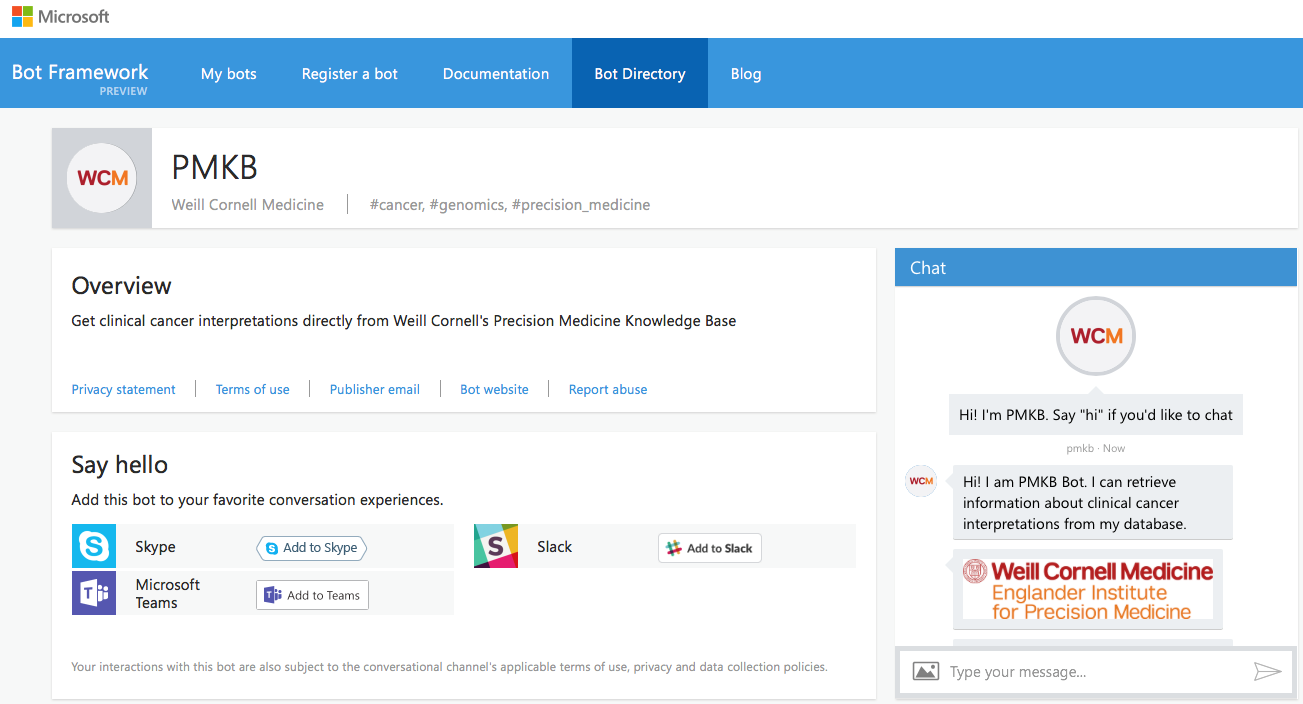 Microsoft
Bot Framework
PREVIEW
My bots
Register a bot
Documentation
Bot Directory
Blog
WCM
PMKB
Weill Cornell Medicine
#cancer, #genomics, #precision_medicine
Overview
Get clinical cancer interpretations directly from Weill Cornell's Precision Medicine Knowledge Base
Privacy statement
Terms of use
Publisher email
Bot website
Report abuse
Say hello
Add this bot to your favorite conversation experiences.
Skype
Add to Skype
Slack
Add to Slack
Microsoft
Teams
Add to Teams
Your interactions with this bot are also subject to the conversational channel's applicable terms of use, privacy and data collection policies.
Chat
WCM
Hi! I'm PMKB. Say "hi" if you'd like to chat
pmkb · Now
WCM
Hi! I am PMKB Bot. I can retrieve
information about clinical cancer
interpretations from my database.
Weill Cornell Medicine
Englander Institute
for Precision Medicine
Type your message...